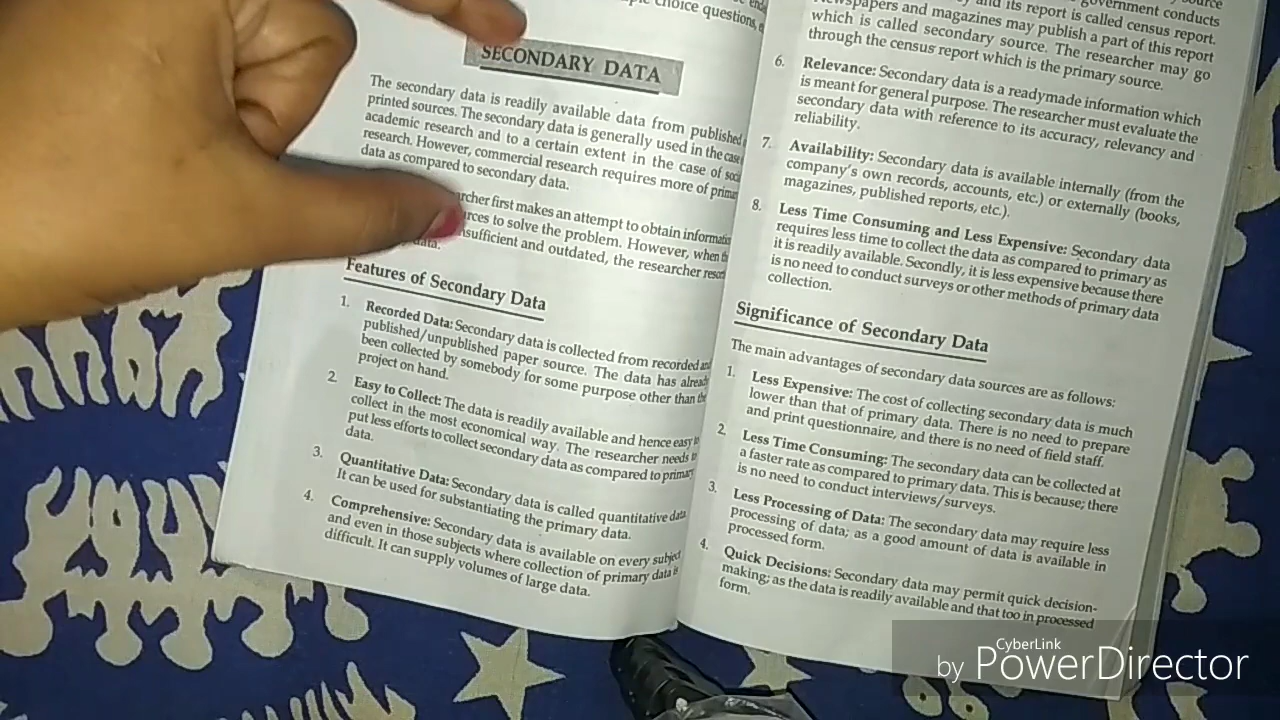 choice questions,
SECONDARY DATA
The secondary data is readily available data from published
printed sources. The secondary data is generally used in the case
academic research and to a certain extent in the case of
research. However, commercial research requires more of
data as compared to secondary data.
first makes an attempt to obtain
to solve the problem. However, when
insufficient and outdated, the researcher
data.
Features of Secondary Data
1. Recorded Data: Secondary data is collected from recorded
published/unpublished paper source. The data has
been collected by somebody for some purpose other than
project on hand.
2. Easy to Collect: The data is readily available and hence easy
collect in the most economical way. The researcher needs
put less efforts to collect secondary data as compared to primary
data.
3. Quantitative Data: Secondary data is called quantitative data.
It can be used for substantiating the primary data.
4. Comprehensive: Secondary data is available on every subject
and even in those subjects where collection of primary data is
difficult. It can supply volumes of large data.
government conducts
and its report is called census report.
Newspapers and magazines may publish a part of this report
which is called secondary source. The researcher may go
through the census report which is the primary source.
6. Relevance: Secondary data is a readymade information which
is meant for general purpose. The researcher must evaluate the
secondary data with reference to its accuracy, relevancy and
reliability.
7. Availability: Secondary data is available internally (from the
company's own records, accounts, etc.) or externally (books,
magazines, published reports, etc.).
8. Less Time Consuming and Less Expensive: Secondary data
requires less time to collect the data as compared to primary as
it is readily available. Secondly, it is less expensive because there
is no need to conduct surveys or other methods of primary data
collection.
Significance of Secondary Data
The main advantages of secondary data sources are as follows:
1. Less Expensive: The cost of collecting secondary data is much
lower than that of primary data. There is no need to prepare
and print questionnaire, and there is no need of field staff.
2. Less Time Consuming: The secondary data can be collected at
a faster rate as compared to primary data. This is because; there
is no need to conduct interviews/surveys.
3. Less Processing of Data: The secondary data may require less
processing of data; as a good amount of data is available in
processed form.
4. Quick Decisions: Secondary data may permit quick decision-
making; as the data is readily available and that too in processed
form.
CyberLink
by PowerDirector